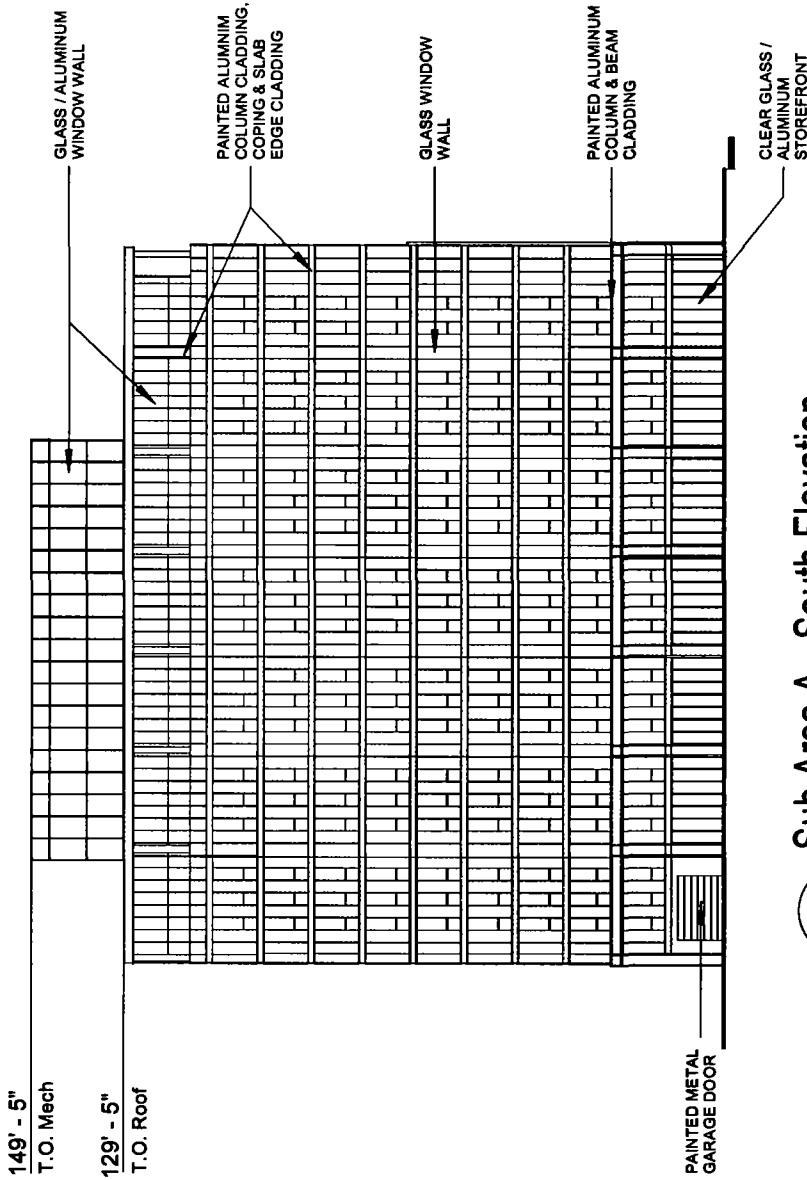 149' - 5"
T.O. Mech
129' - 5"
T.O. Roof
GLASS / ALUMINUM
WINDOW WALL
PAINTED ALUMNIM
COLUMN CLADDING,
COPING & SLAB
EDGE CLADDING
GLASS WINDOW
WALL
PAINTED ALUMINUM
COLUMN & BEAM
CLADDING
CLEAR GLASS /
ALUMINUM
STOREFRONT
PAINTED METAL
GARAGE DOOR
Sub Area A - South Elevation